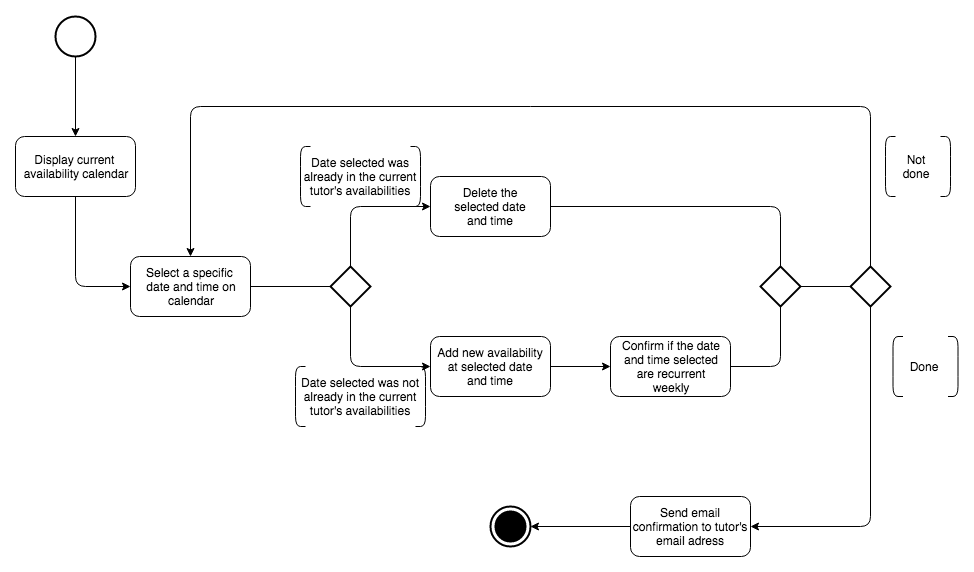 Display current
availability calendar
Select a specific
date and time on
calendar
Date selected was
already in the current
tutor's availabilities
Delete the
selected date
and time
Date selected was not
already in the current
tutor's availabilities
Add new availability
at selected date
and time
Confirm if the date
and time selected
are recurrent
weekly
Not
done
Done
Send email
confirmation to tutor's
email adress